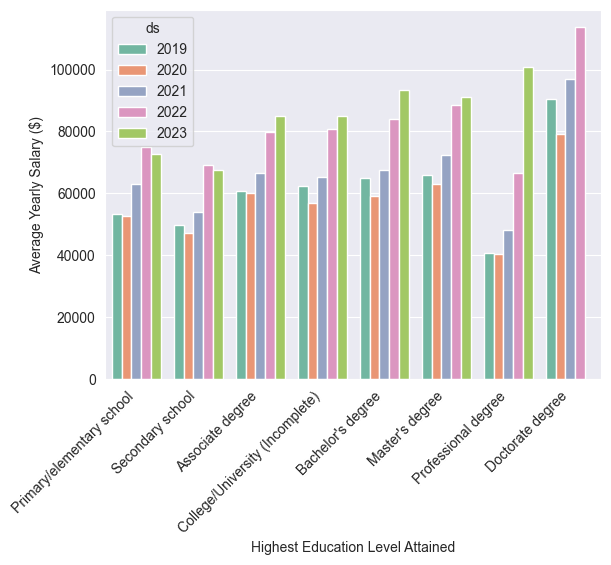 ds
2019
2020
2021
2022
2023
Average Yearly Salary ($)
100000
80000
60000
40000
20000
0
Primary/elementary school
Secondary school
Associate degree
College/University (Incomplete)
Bachelor's degree
Master's degree
Professional degree
Doctorate degree
Highest Education Level Attained